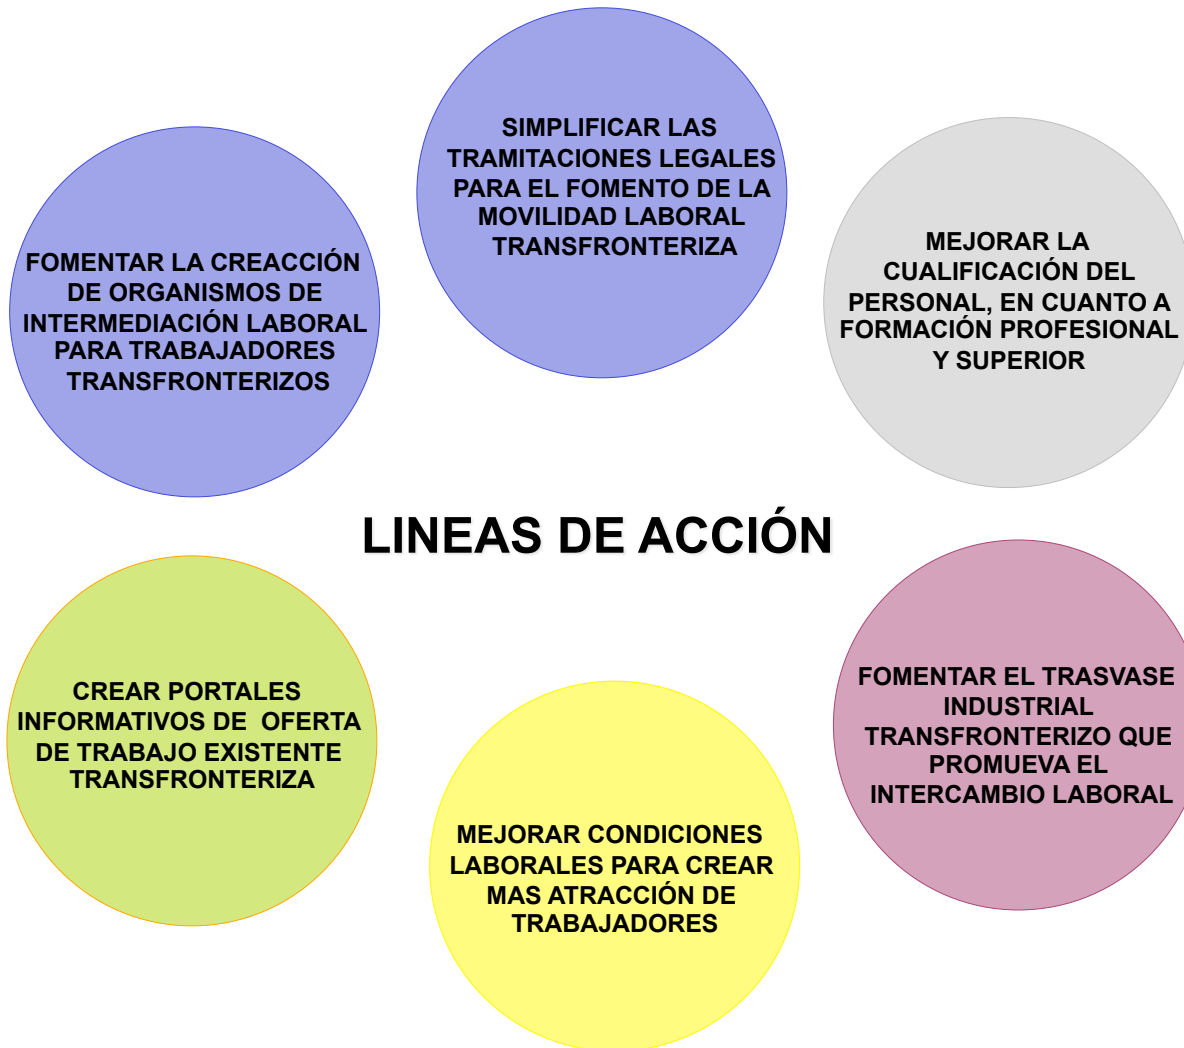 SIMPLIFICAR LAS
TRAMITACIONES LEGALES
PARA EL FOMENTO DE LA
MOVILIDAD LABORAL
TRANSFRONTERIZA
FOMENTAR LA CREACCIÓN
DE ORGANISMOS DE
INTERMEDIACIÓN LABORAL
PARA TRABAJADORES
TRANSFRONTERIZOS
MEJORAR LA
CUALIFICACIÓN DEL
PERSONAL, EN CUANTO A
FORMACIÓN PROFESIONAL
Y SUPERIOR
LINEAS DE ACCIÓN
CREAR PORTALES
INFORMATIVOS DE OFERTA
DE TRABAJO EXISTENTE
TRANSFRONTERIZA
FOMENTAR EL TRASVASE
INDUSTRIAL
TRANSFRONTERIZO QUE
PROMUEVA EL
INTERCAMBIO LABORAL
MEJORAR CONDICIONES
LABORALES PARA CREAR
MAS ATRACCIÓN DE
TRABAJADORES